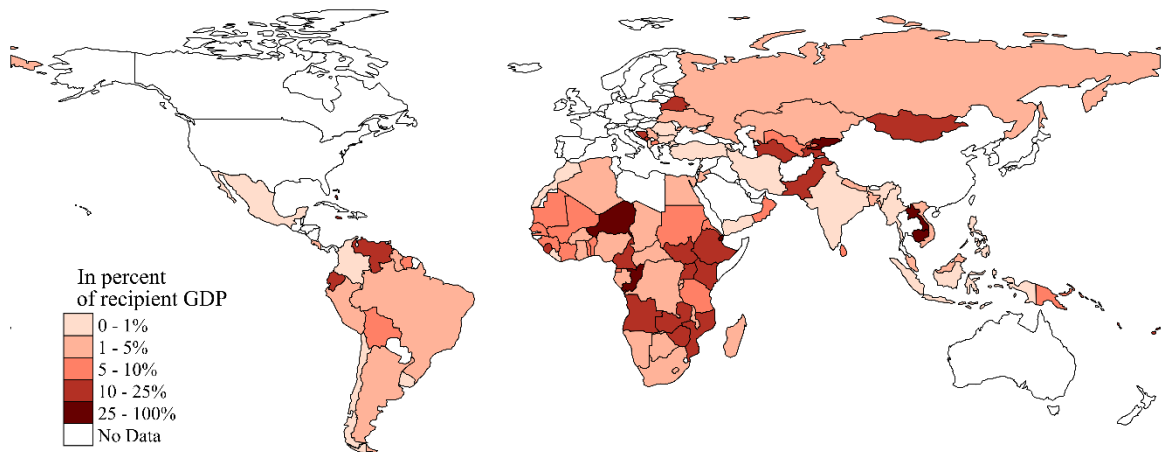 In percent
of recipient GDP
0 - 1%
1 - 5%
5 - 10%
10 - 25%
25 - 100%
No Data